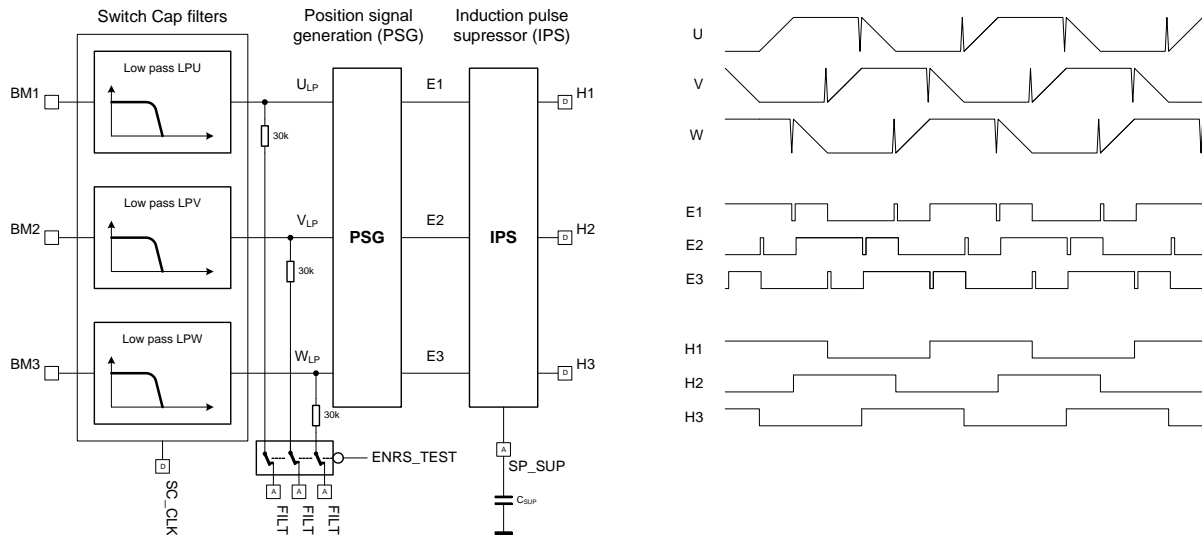 Switch Cap filters
Position signal
generation (PSG)
Induction pulse
supressor (IPS)
Low pass LPU
BM1
ULP
30k
E1
D
H1
Low pass LPV
BM2
VLP
30k
PSG
E2
IPS
D
H2
Low pass LPW
BM3
WLP
30k
E3
D
H3
ENRS_TEST
D
SC_CLK
A
A
A
FILT
FILT
FILT
A
SP_SUP
CSUP
U
V
W
E1
E2
E3
H1
H2
H3